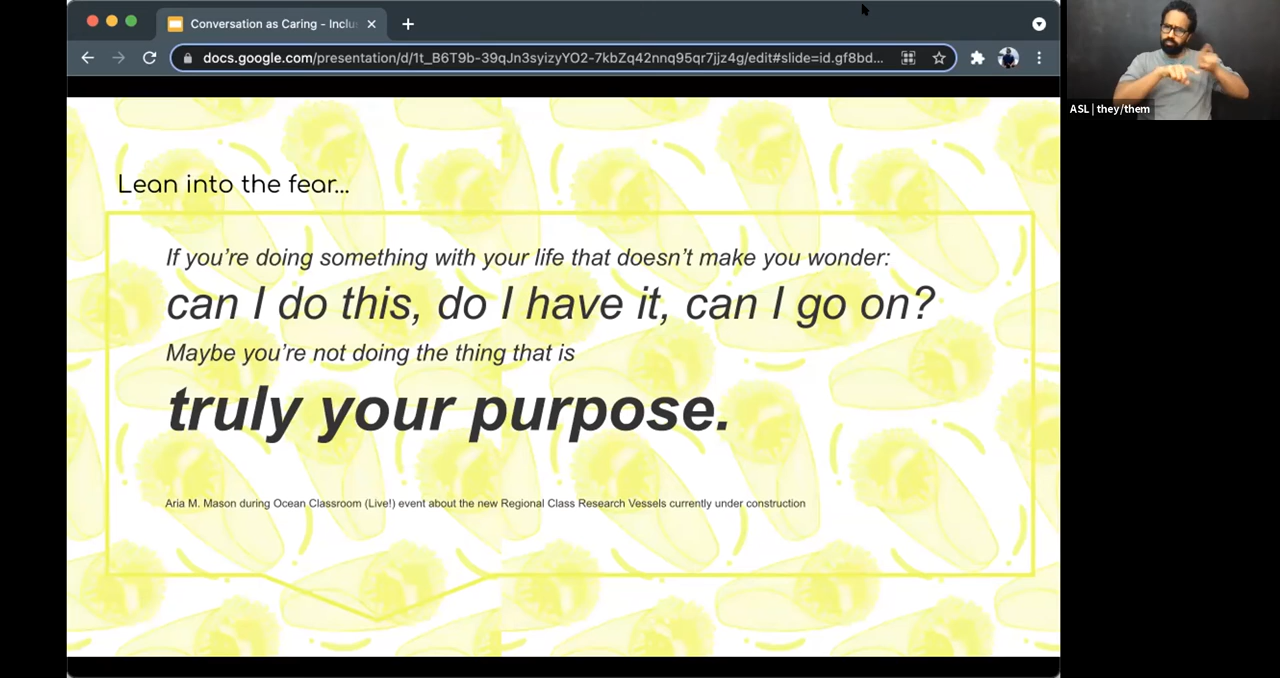 Conversation as Caring - Inclu
docs.google.com/presentation/d/1t_B6T9b-39qJn3syizyYO2-7kbZq42nnq95qr7jjz4g/edit#slide=id.gf8bd...
ASL | they/them
Lean into the fear...
If you're doing something with your life that doesn't make you wonder:
can I do this, do I have it, can I go on?
Maybe you're not doing the thing that is
truly your purpose.
Aria M. Mason during Ocean Classroom (Live!) event about the new Regional Class Research Vessels currently under construction